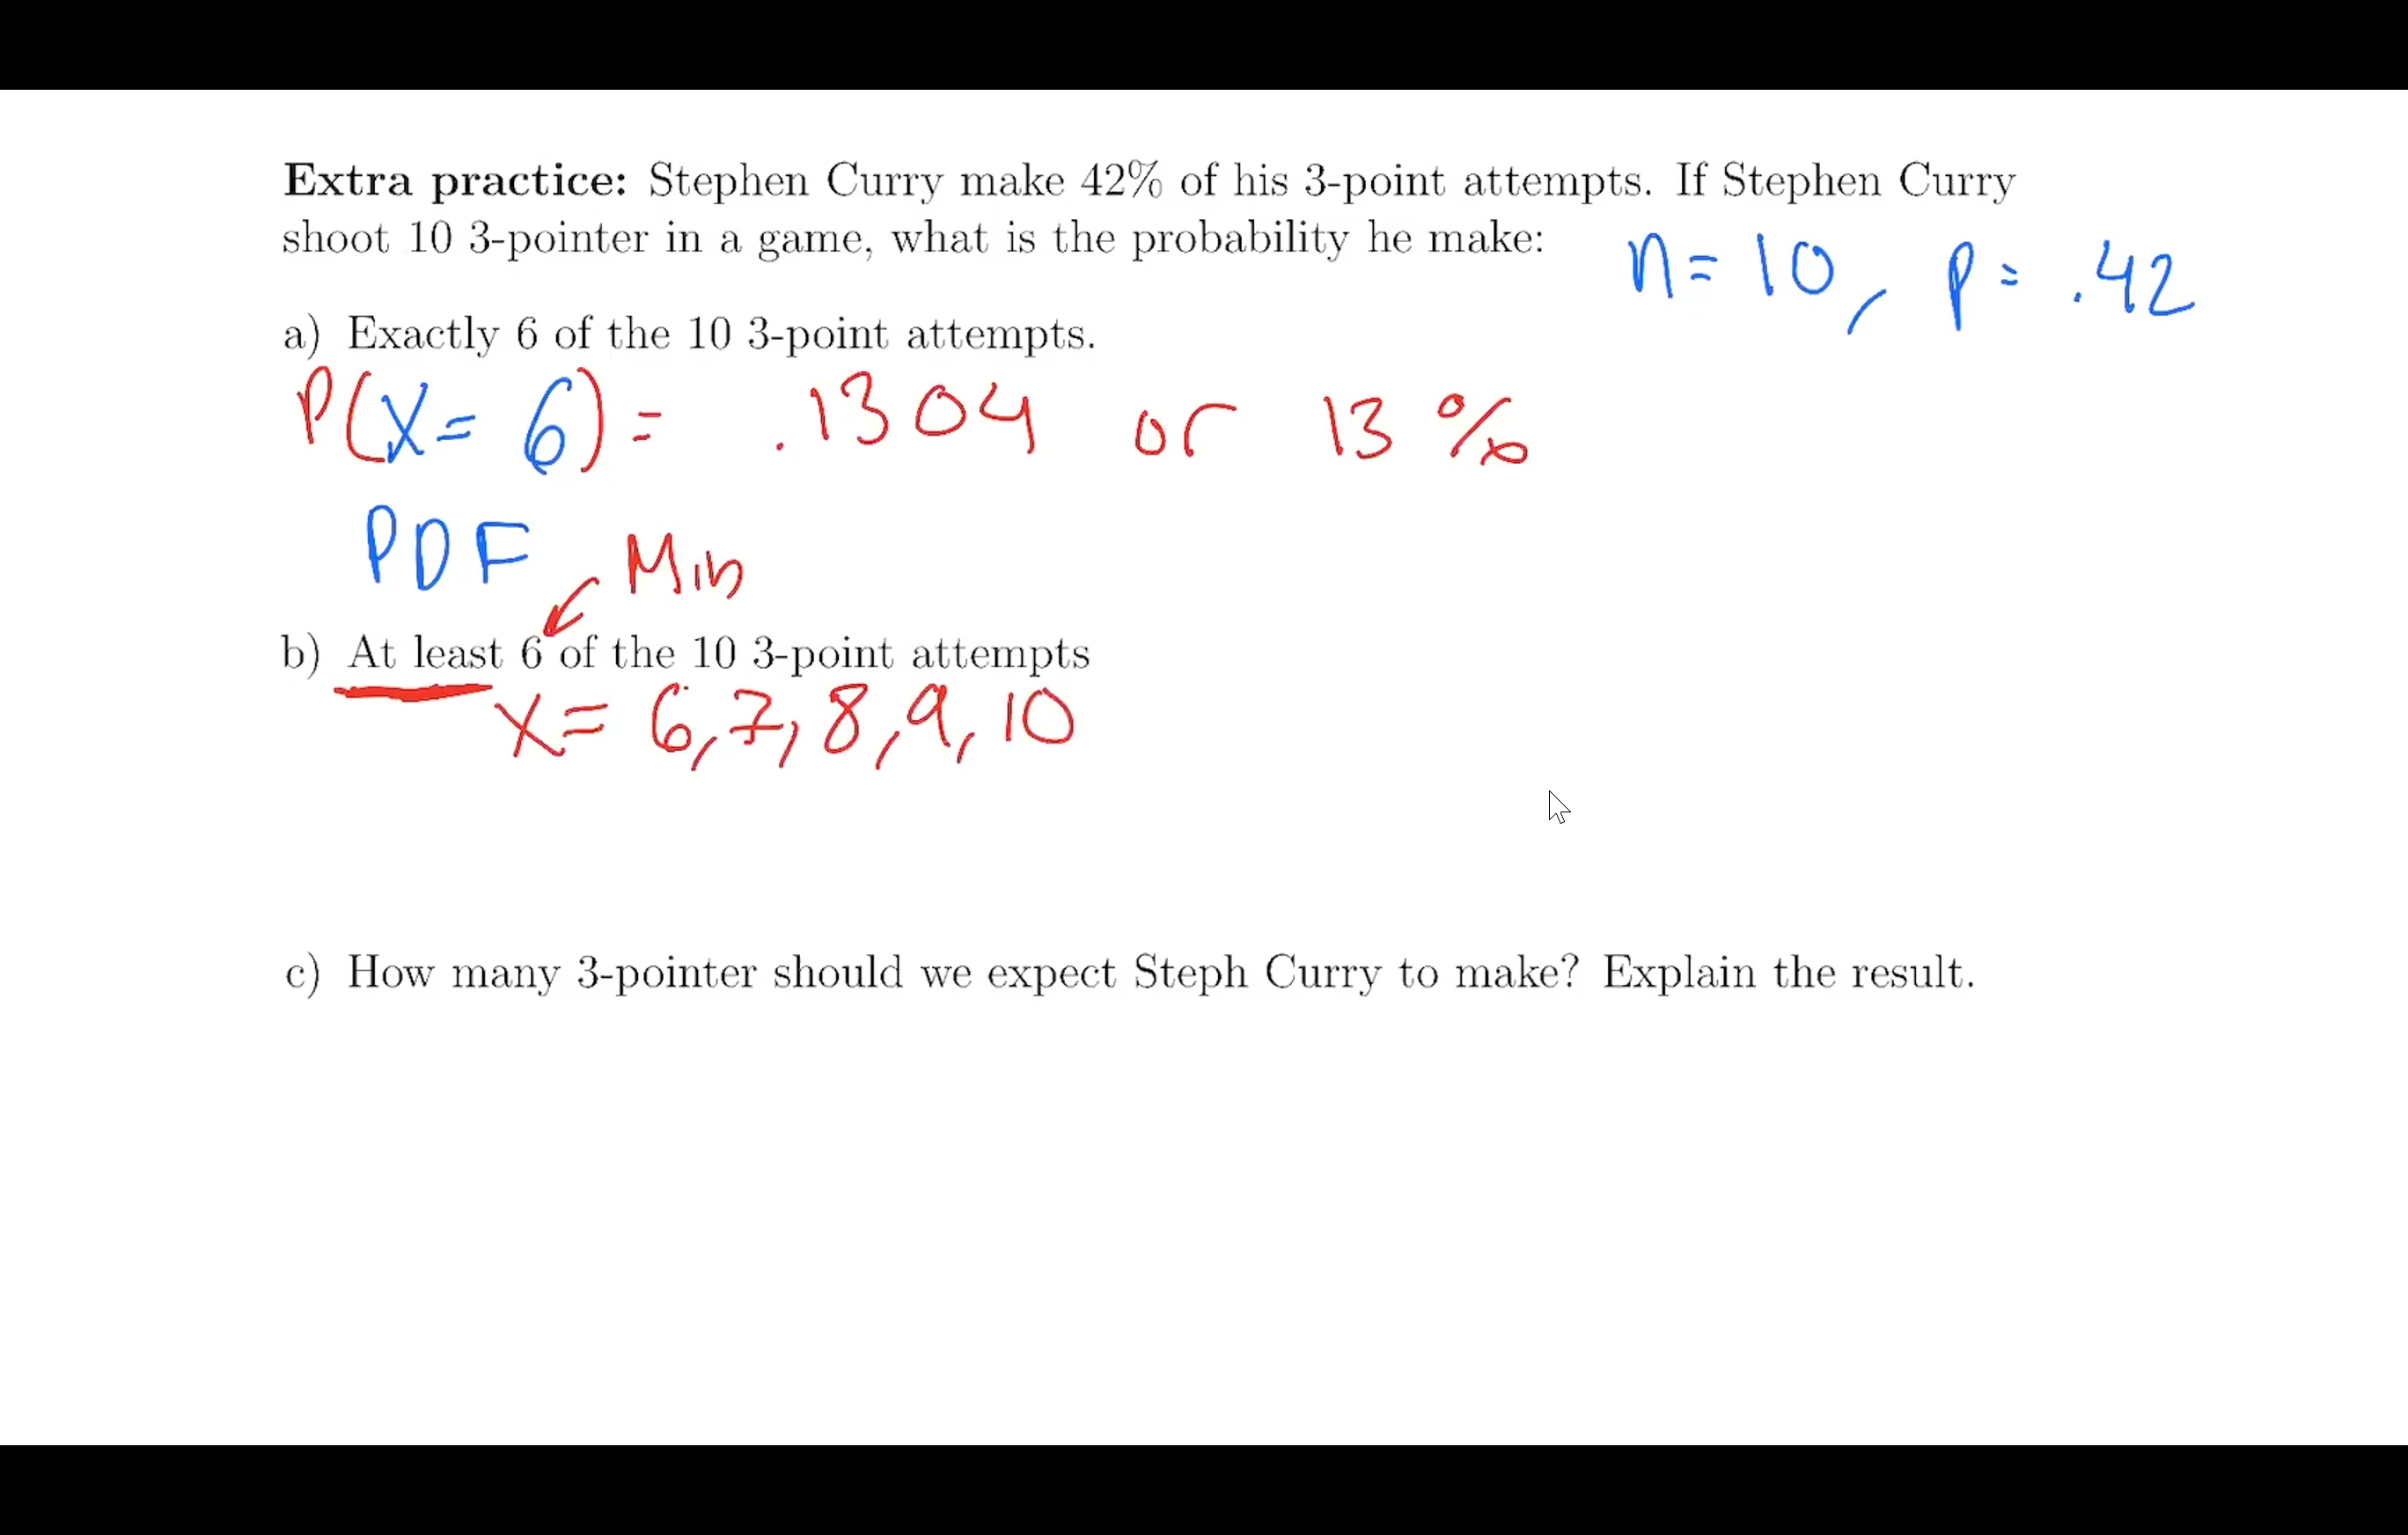 Extra practice: Stephen Curry make 42% of his 3-point attempts. If Stephen Curry
shoot 10 3-pointer in a game, what is the probability he make:
n = 10, p = .42
a) Exactly 6 of the 10 3-point attempts.
P(X = 6) = .1304 or 13%
PDF
Min
b) At least 6 of the 10 3-point attempts
X = 6, 7, 8, 9, 10
c) How many 3-pointer should we expect Steph Curry to make? Explain the result.